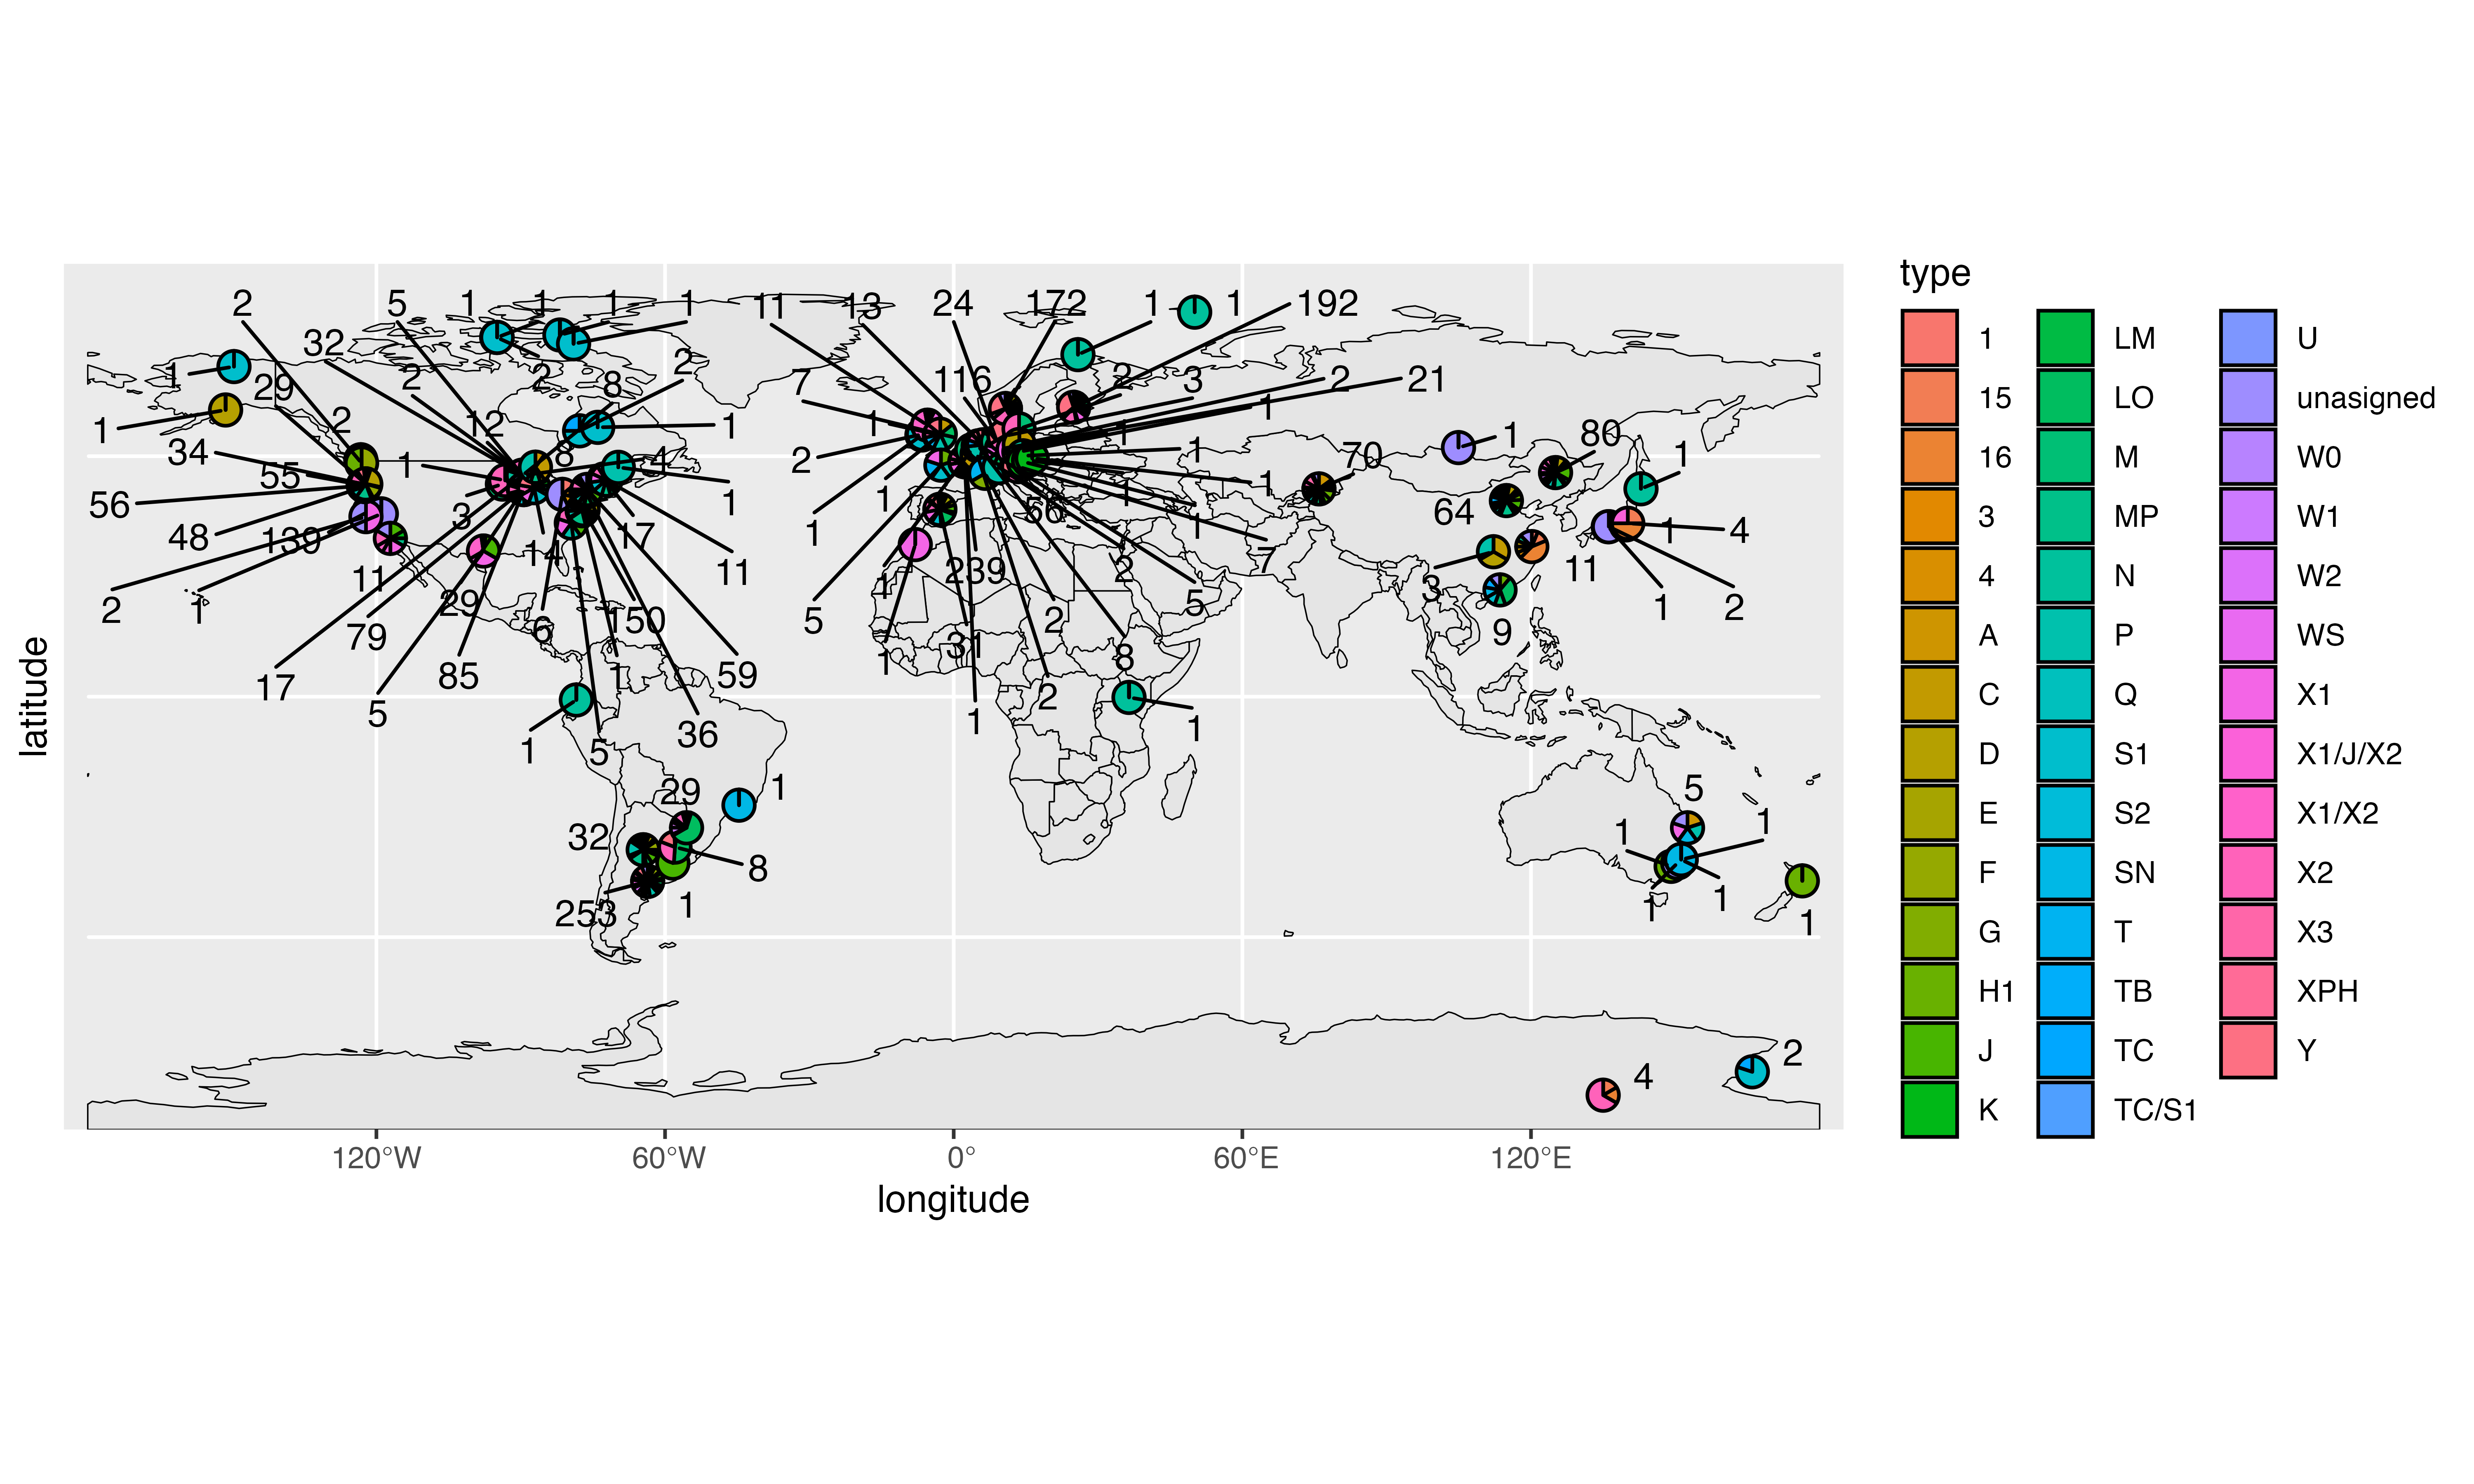 2 5 1 1 1 1 11 13 24 172 1 1 192
32 2 8 2 7 116 2 3 2 21
1 29 2
1 2 12 1 1 1 1 80
34 55 1 8 4 2 1 70 1 1
56 3 1 1 1 56 64
48 139 14 17 1 1 1 4
11 11 1 239 2 7 3 11
2 1 29 6 150 5 2 5 9 1 2
79 1 31 8
17 85 1 59 1 2
5 1 5 36 1 1
29 1 5
32 8 1 1
253 1 1 1 1
4 2
120°W 60°W 0° 60°E 120°E
longitude
latitude
type
1
15
16
3
4
A
C
D
E
F
G
H1
J
K
LM
LO
M
MP
N
P
Q
S1
S2
SN
T
TB
TC
TC/S1
U
unasigned
W0
W1
W2
WS
X1
X1/J/X2
X1/X2
X2
X3
XPH
Y